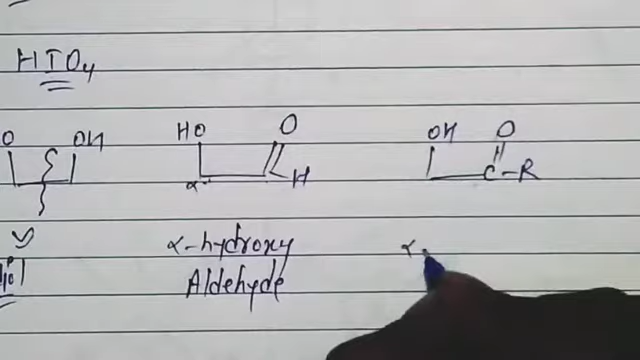 HIO4
O OH HO O OH O
α H C-R
α-hydroxy α
Aldehyde